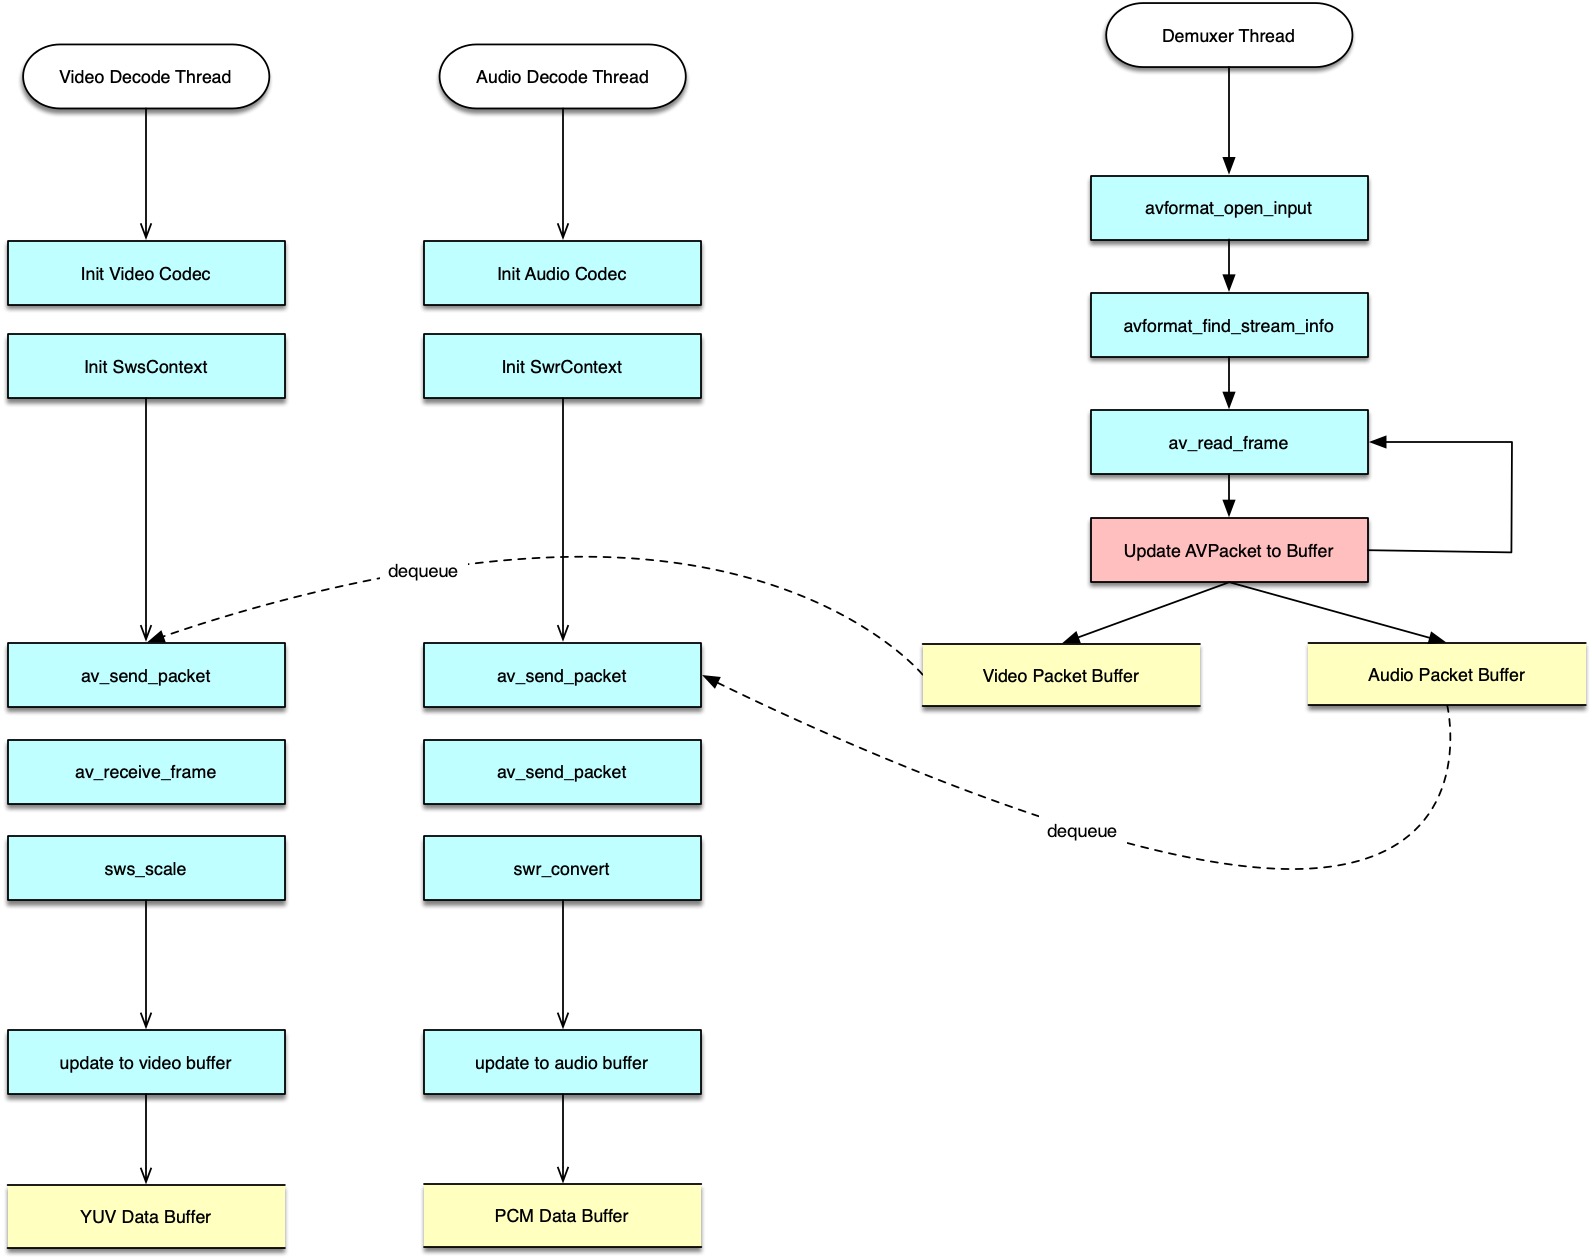 Video Decode Thread
Init Video Codec
Init SwsContext
av_send_packet
av_receive_frame
sws_scale
update to video buffer
YUV Data Buffer
Audio Decode Thread
Init Audio Codec
Init SwrContext
av_send_packet
av_send_packet
swr_convert
update to audio buffer
PCM Data Buffer
Demuxer Thread
avformat_open_input
avformat_find_stream_info
av_read_frame
Update AVPacket to Buffer
Video Packet Buffer
Audio Packet Buffer
dequeue
dequeue